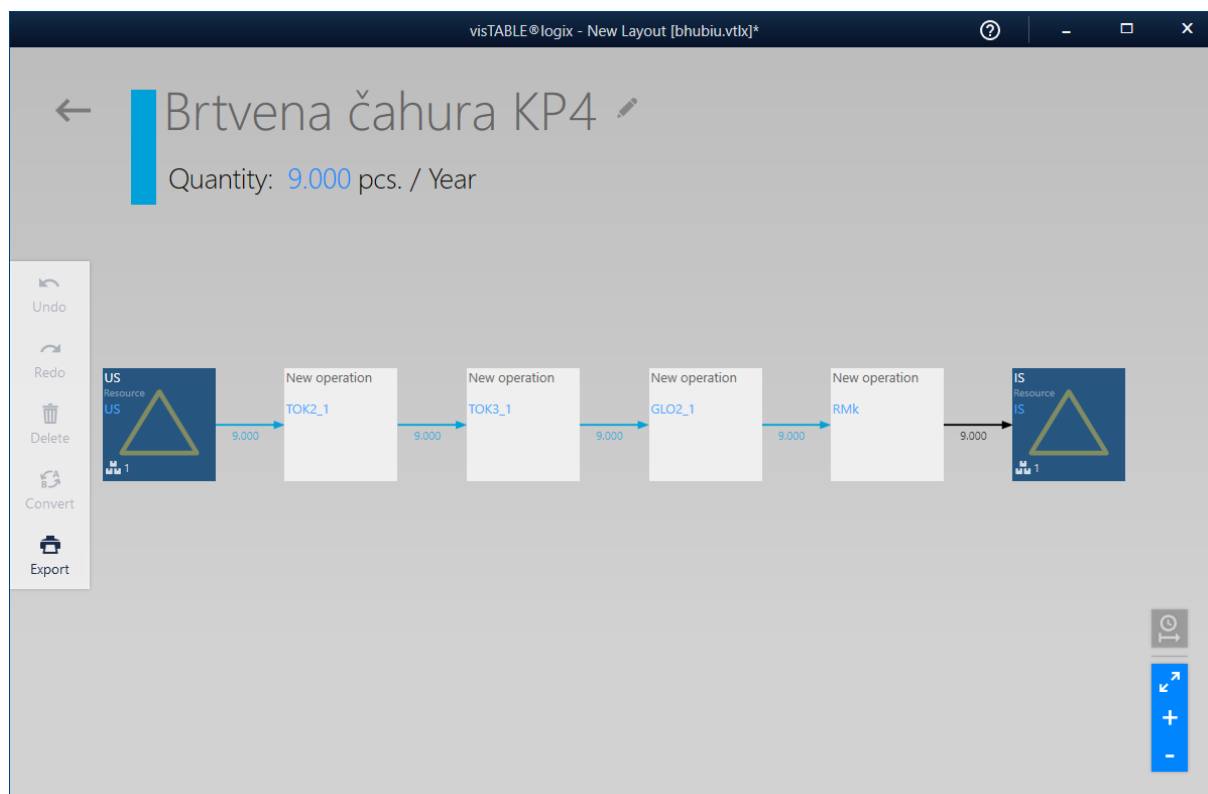 visTABLE®logix - New Layout [bhubiu.vtlx]*
Brtvena čahura KP4
Quantity: 9.000 pcs. / Year
Undo
Redo
Delete
Convert
Export
US
Resource
US
1
9.000
New operation
TOK2_1
9.000
New operation
TOK3_1
9.000
New operation
GLO2_1
9.000
New operation
RMk
9.000
IS
Resource
IS
1